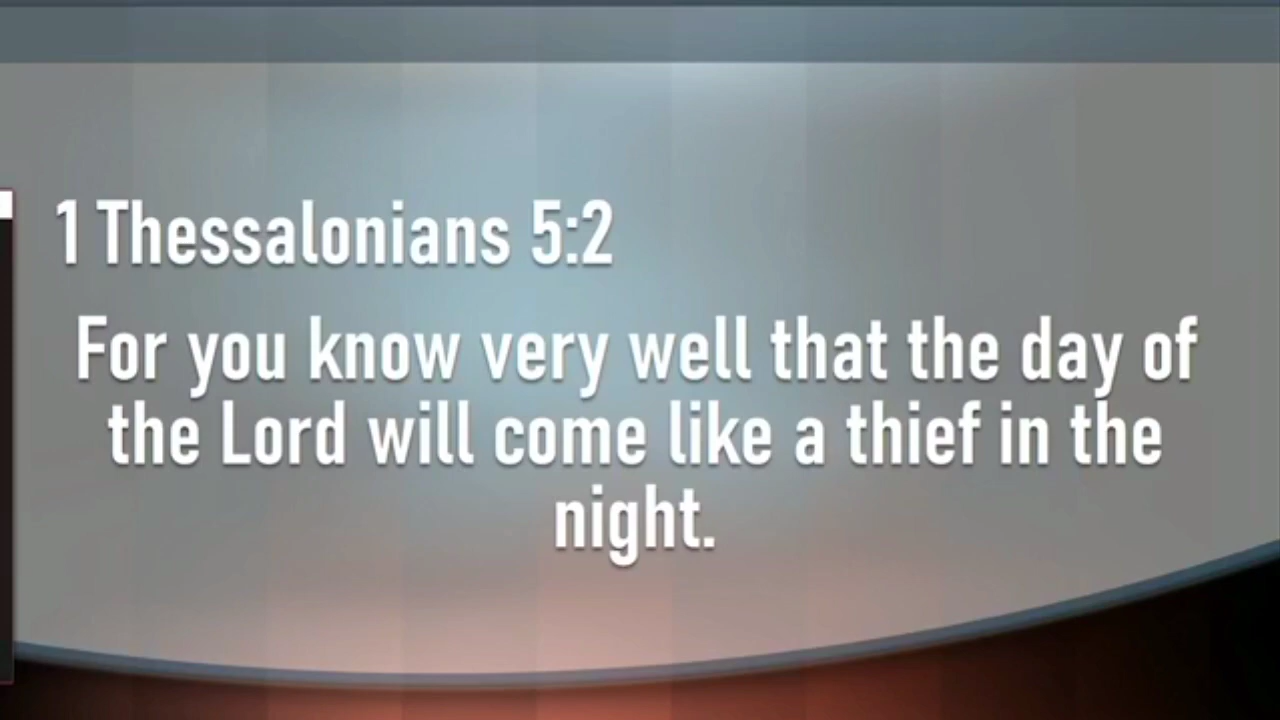 1 Thessalonians 5:2
For you know very well that the day of
the Lord will come like a thief in the
night.